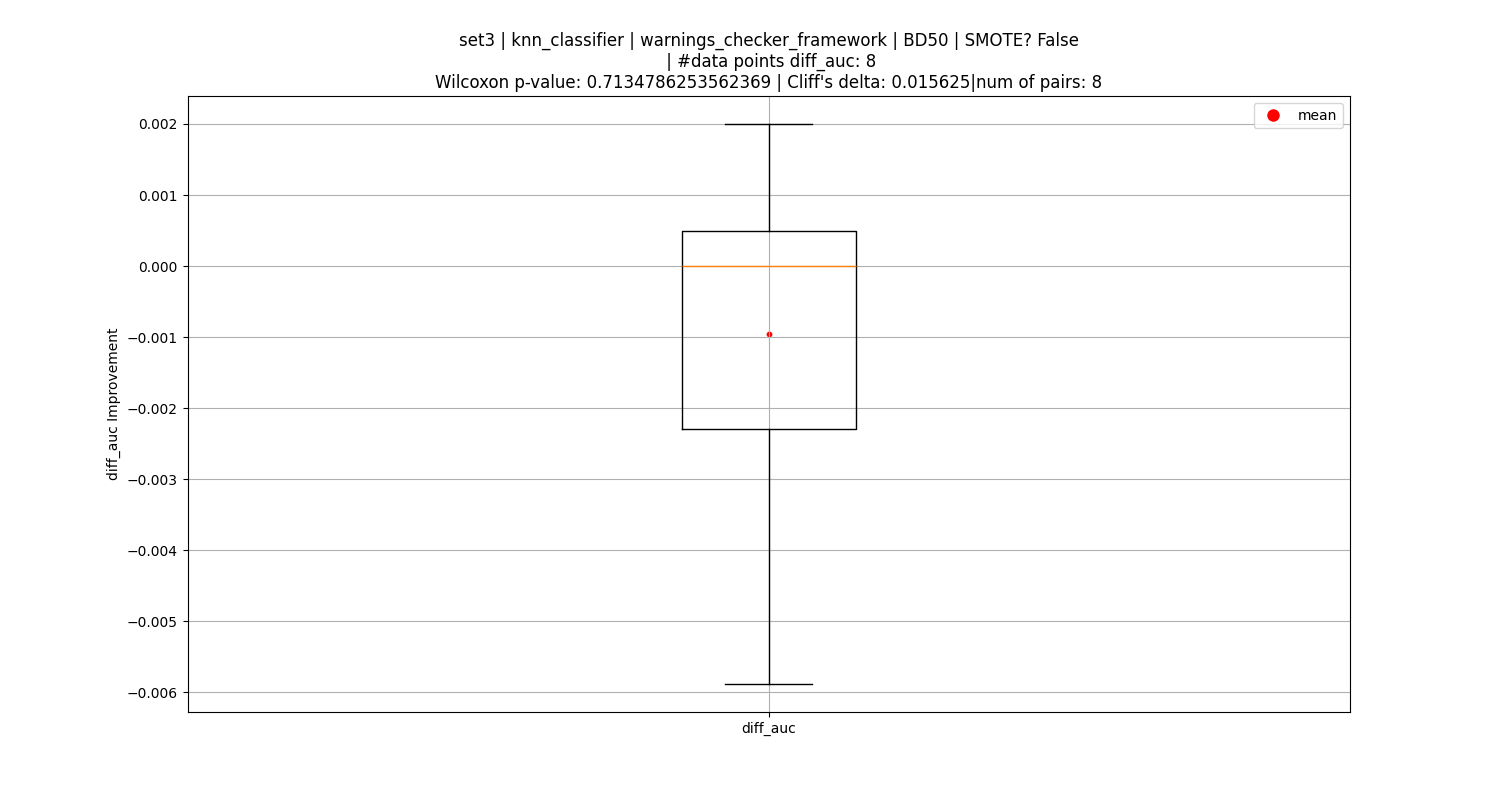 set3 | knn_classifier | warnings_checker_framework | BD50 | SMOTE? False
| #data points diff_auc: 8
Wilcoxon p-value: 0.7134786253562369 | Cliff's delta: 0.015625|num of pairs: 8
mean
0.002
0.001
0.000
−0.001
−0.002
−0.003
−0.004
−0.005
−0.006
diff_auc Improvement
diff_auc